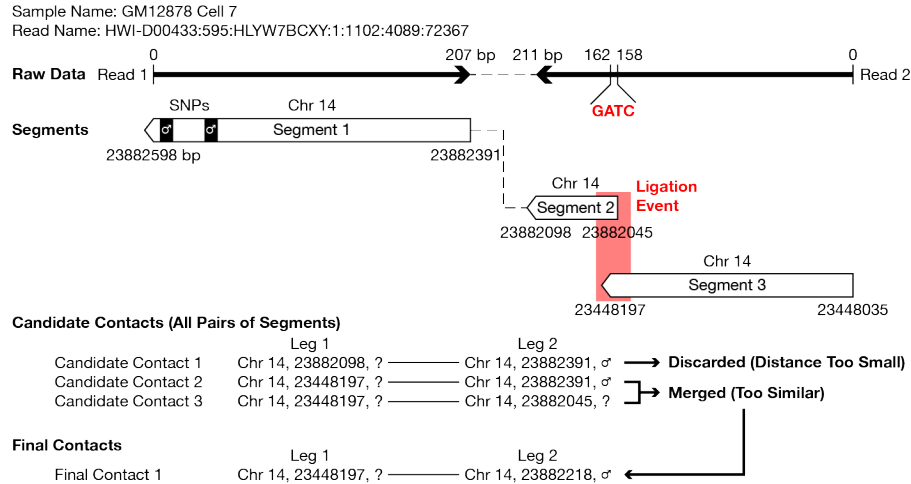 Sample Name: GM12878 Cell 7
Read Name: HWI-D00433:595:HLYW7BCXY:1:1102:4089:72367
0 207 bp 211 bp 162 158 0
Raw Data Read 1 Read 2
GATC
SNPs Chr 14
Segments ♂ ♂ Segment 1
23882598 bp 23882391
Chr 14 Ligation
Segment 2 Event
23882098 23882045
Chr 14
Segment 3
23448197 23448035
Candidate Contacts (All Pairs of Segments)
Leg 1 Leg 2
Candidate Contact 1 Chr 14, 23882098, ? Chr 14, 23882391, ♂ Discarded (Distance Too Small)
Candidate Contact 2 Chr 14, 23448197, ? Chr 14, 23882391, ♂
Merged (Too Similar)
Candidate Contact 3 Chr 14, 23448197, ? Chr 14, 23882045, ?
Final Contacts
Leg 1 Leg 2
Final Contact 1 Chr 14, 23448197, ? Chr 14, 23882218, ♂